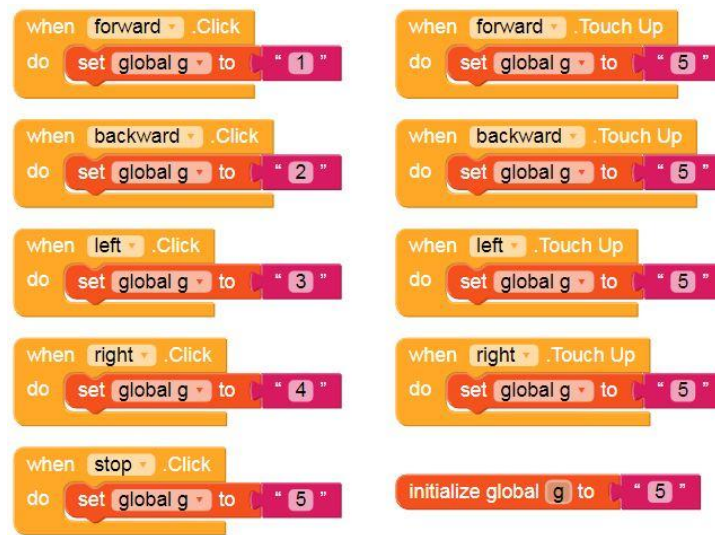 when forward .Click
do set global g to " 1 "
when forward .Touch Up
do set global g to " 5 "
when backward .Click
do set global g to " 2 "
when backward .Touch Up
do set global g to " 5 "
when left .Click
do set global g to " 3 "
when left .Touch Up
do set global g to " 5 "
when right .Click
do set global g to " 4 "
when right .Touch Up
do set global g to " 5 "
when stop .Click
do set global g to " 5 "
initialize global g to " 5 "